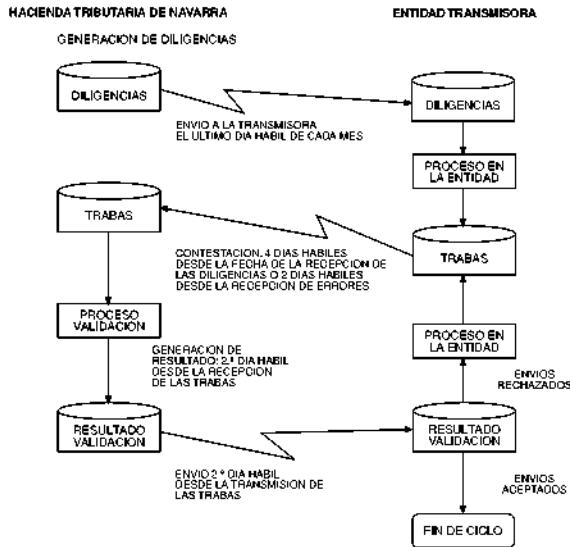 HACIENDA TRIBUTARIA DE NAVARRA
ENTIDAD TRANSMISORA
GENERACION DE DILIGENCIAS
DILIGENCIAS
DILIGENCIAS
ENVIO A LA TRANSMISORA
EL ULTIMO DIA HABIL DE CADA MES
PROCESO EN
LA ENTIDAD
TRABAS
TRABAS
CONTESTACION. 4 DIAS HABILES
DESDE LA FECHA DE LA RECEPCION DE
LAS DILIGENCIAS O 2 DIAS HABILES
DESDE LA RECEPCION DE ERRORES
PROCESO
VALIDACION
PROCESO EN
LA ENTIDAD
GENERACION DE
RESULTADO: 2.º DIA HABIL
DESDE LA RECEPCION
DE LAS TRABAS
ENVIOS
RECHAZADOS
RESULTADO
VALIDACION
RESULTADO
VALIDACION
ENVIO 2º DIA HABIL
DESDE LA TRANSMISION DE
LAS TRABAS
ENVIOS
ACEPTADOS
FIN DE CICLO